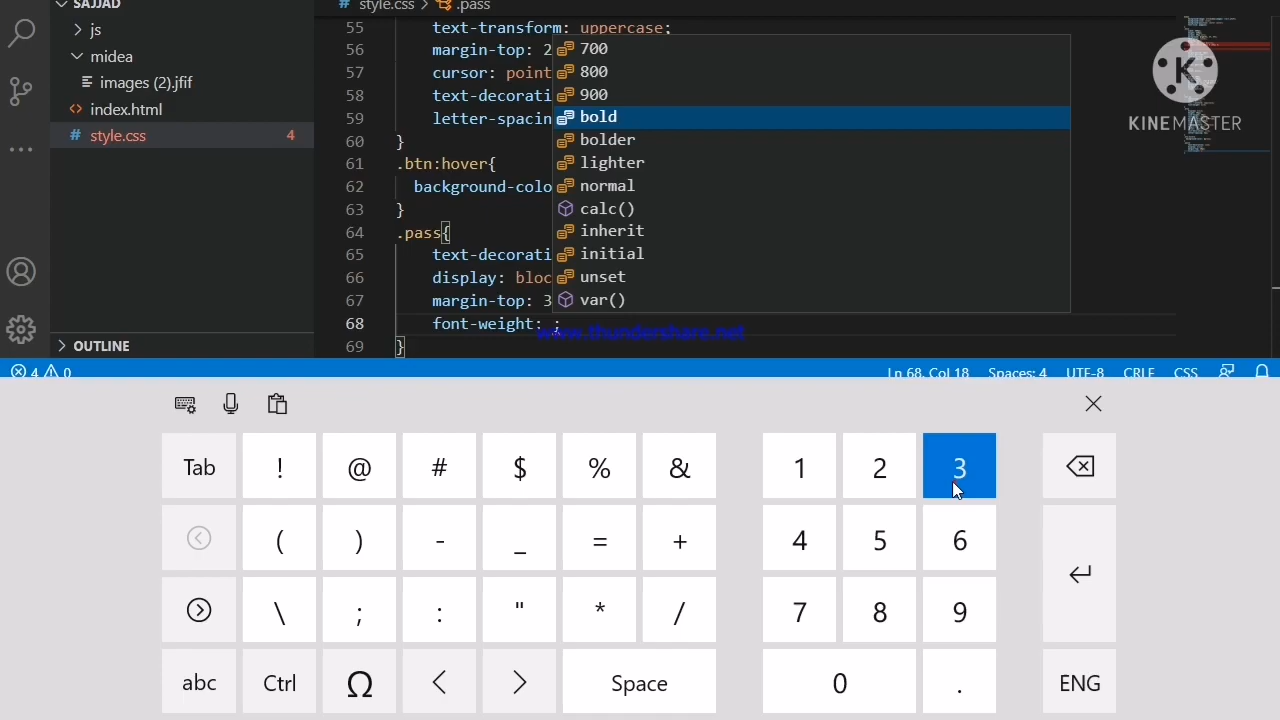 SAJJAD
js
midea
images (2).jfif
index.html
style.css 4
OUTLINE
style.css > .pass
55 text-transform: uppercase;
56 margin-top: 2
57 cursor: point
58 text-decorati
59 letter-spacin
60 }
61 .btn:hover{
62 background-colo
63 }
64 .pass{
65 text-decorati
66 display: bloc
67 margin-top: 3
68 font-weight: ;
69 }
700
800
900
bold
bolder
lighter
normal
calc()
inherit
initial
unset
var()
KINEMASTER
www.thundershare.net
4 0 Ln 68, Col 18 Spaces: 4 UTF-8 CRLF CSS
Tab ! @ # $ % & 1 2 3
( ) - _ = + 4 5 6
\ ; : " * / 7 8 9
abc Ctrl Ω < > Space 0 . ENG